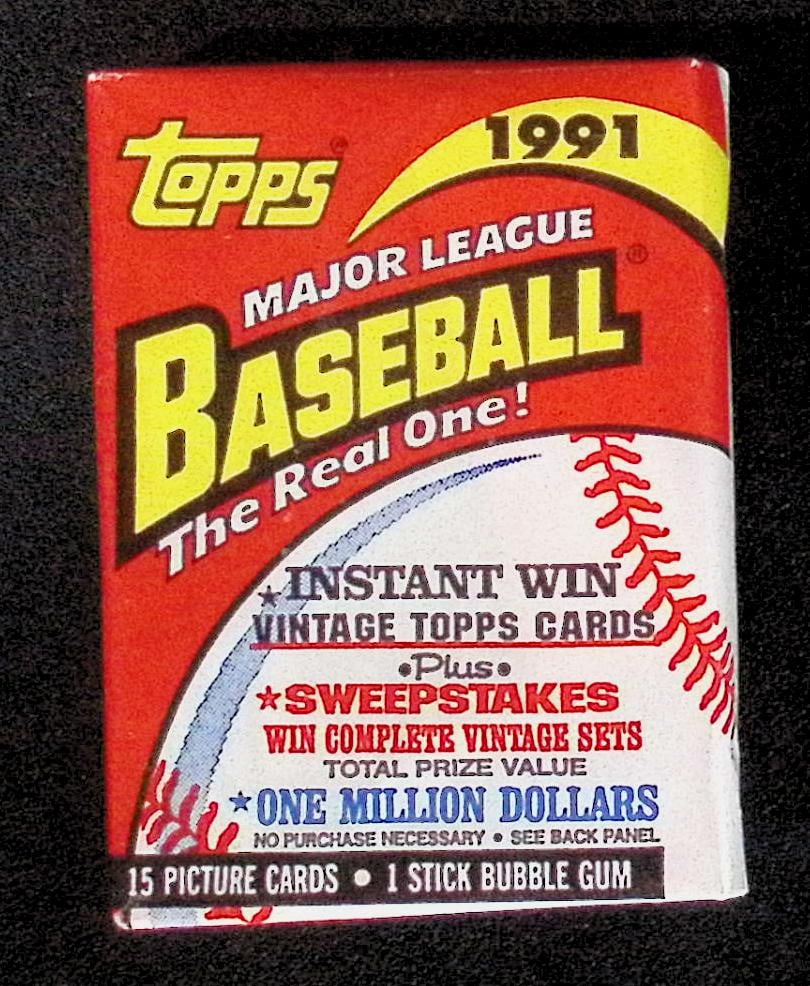 Topps®
1991
MAJOR LEAGUE
BASEBALL®
The Real One!
★INSTANT WIN
VINTAGE TOPPS CARDS
•Plus•
★SWEEPSTAKES
WIN COMPLETE VINTAGE SETS
TOTAL PRIZE VALUE
★ONE MILLION DOLLARS
NO PURCHASE NECESSARY • SEE BACK PANEL
15 PICTURE CARDS • 1 STICK BUBBLE GUM